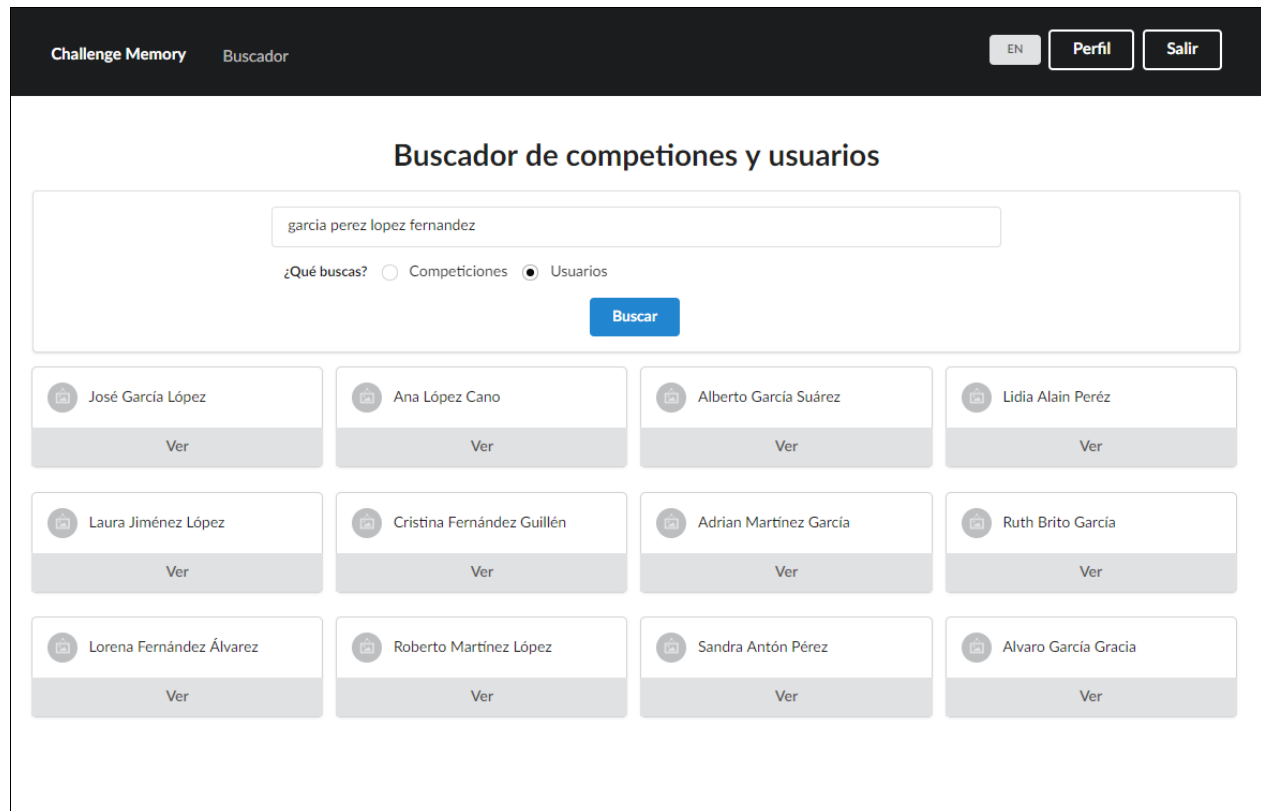 Challenge Memory Buscador EN Perfil Salir
Buscador de competiones y usuarios
garcia perez lopez fernandez
¿Qué buscas? Competiciones Usuarios
Buscar
José García López Ana López Cano Alberto García Suárez Lidia Alain Peréz
Ver Ver Ver Ver
Laura Jiménez López Cristina Fernández Guillén Adrian Martínez García Ruth Brito García
Ver Ver Ver Ver
Lorena Fernández Álvarez Roberto Martínez López Sandra Antón Pérez Alvaro García Gracia
Ver Ver Ver Ver